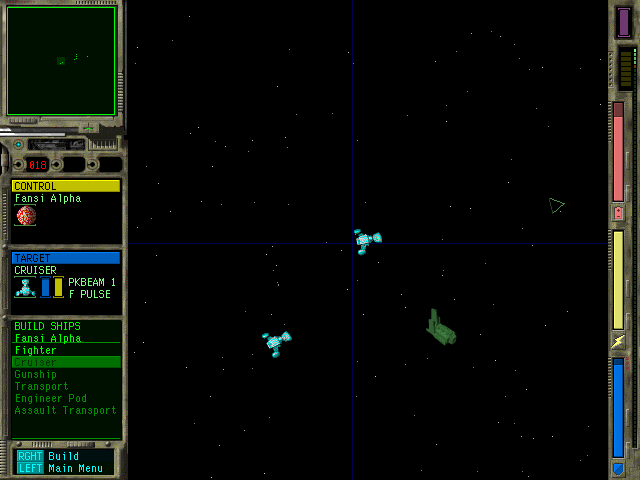 018
CONTROL
Fansi Alpha
TARGET
CRUISER
PKBEAM 1
F PULSE
BUILD SHIPS
Fansi Alpha
Fighter
Cruiser
Gunship
Transport
Engineer Pod
Assault Transport
RGHT Build
LEFT Main Menu